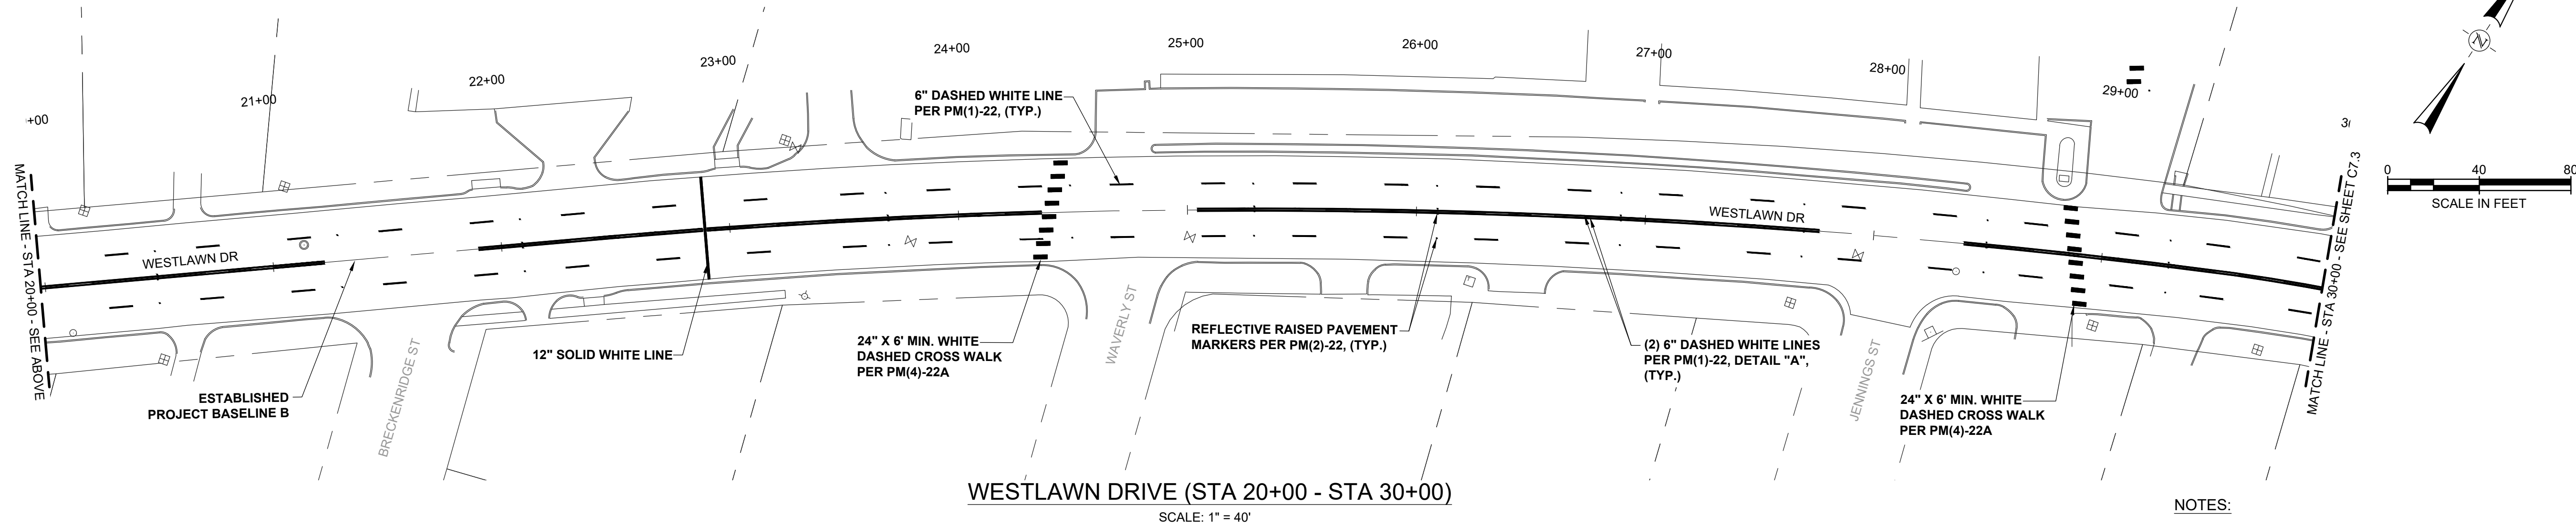 +00
21+00
22+00
23+00
24+00
25+00
26+00
27+00
28+00
29+00
N
0 40 80
SCALE IN FEET
MATCH LINE - STA 20+00 - SEE ABOVE
WESTLAWN DR
6" DASHED WHITE LINE
PER PM(1)-22, (TYP.)
WESTLAWN DR
MATCH LINE - STA 30+00 - SEE SHEET C7.3
ESTABLISHED
PROJECT BASELINE B
BRECKENRIDGE ST
12" SOLID WHITE LINE
24" X 6' MIN. WHITE
DASHED CROSS WALK
PER PM(4)-22A
WAVERLY ST
REFLECTIVE RAISED PAVEMENT
MARKERS PER PM(2)-22, (TYP.)
(2) 6" DASHED WHITE LINES
PER PM(1)-22, DETAIL "A",
(TYP.)
JENNINGS ST
24" X 6' MIN. WHITE
DASHED CROSS WALK
PER PM(4)-22A
WESTLAWN DRIVE (STA 20+00 - STA 30+00)
SCALE: 1" = 40'
NOTES: